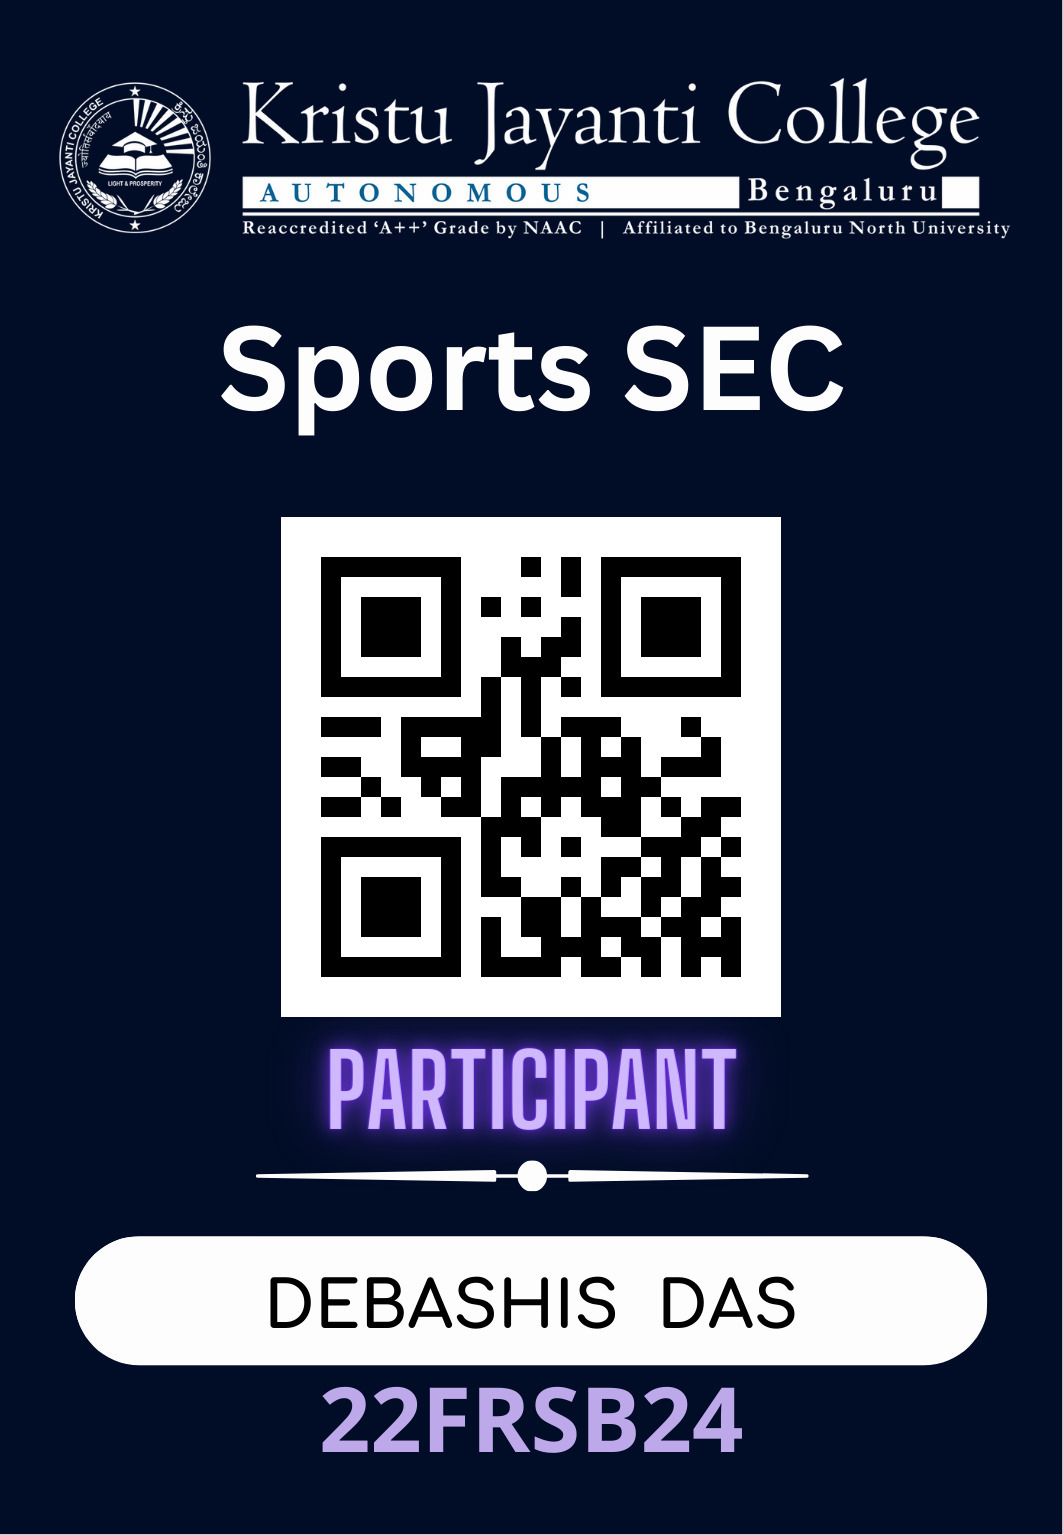 Kristu Jayanti College
AUTONOMOUS Bengaluru
Reaccredited ‘A++’ Grade by NAAC | Affiliated to Bengaluru North University
KRISTU JAYANTI COLLEGE
ಕ್ರಿಸ್ತು ಜಯಂತಿ ಕಾಲೇಜು
LIGHT & PROSPERITY
Sports SEC
PARTICIPANT
DEBASHIS DAS
22FRSB24